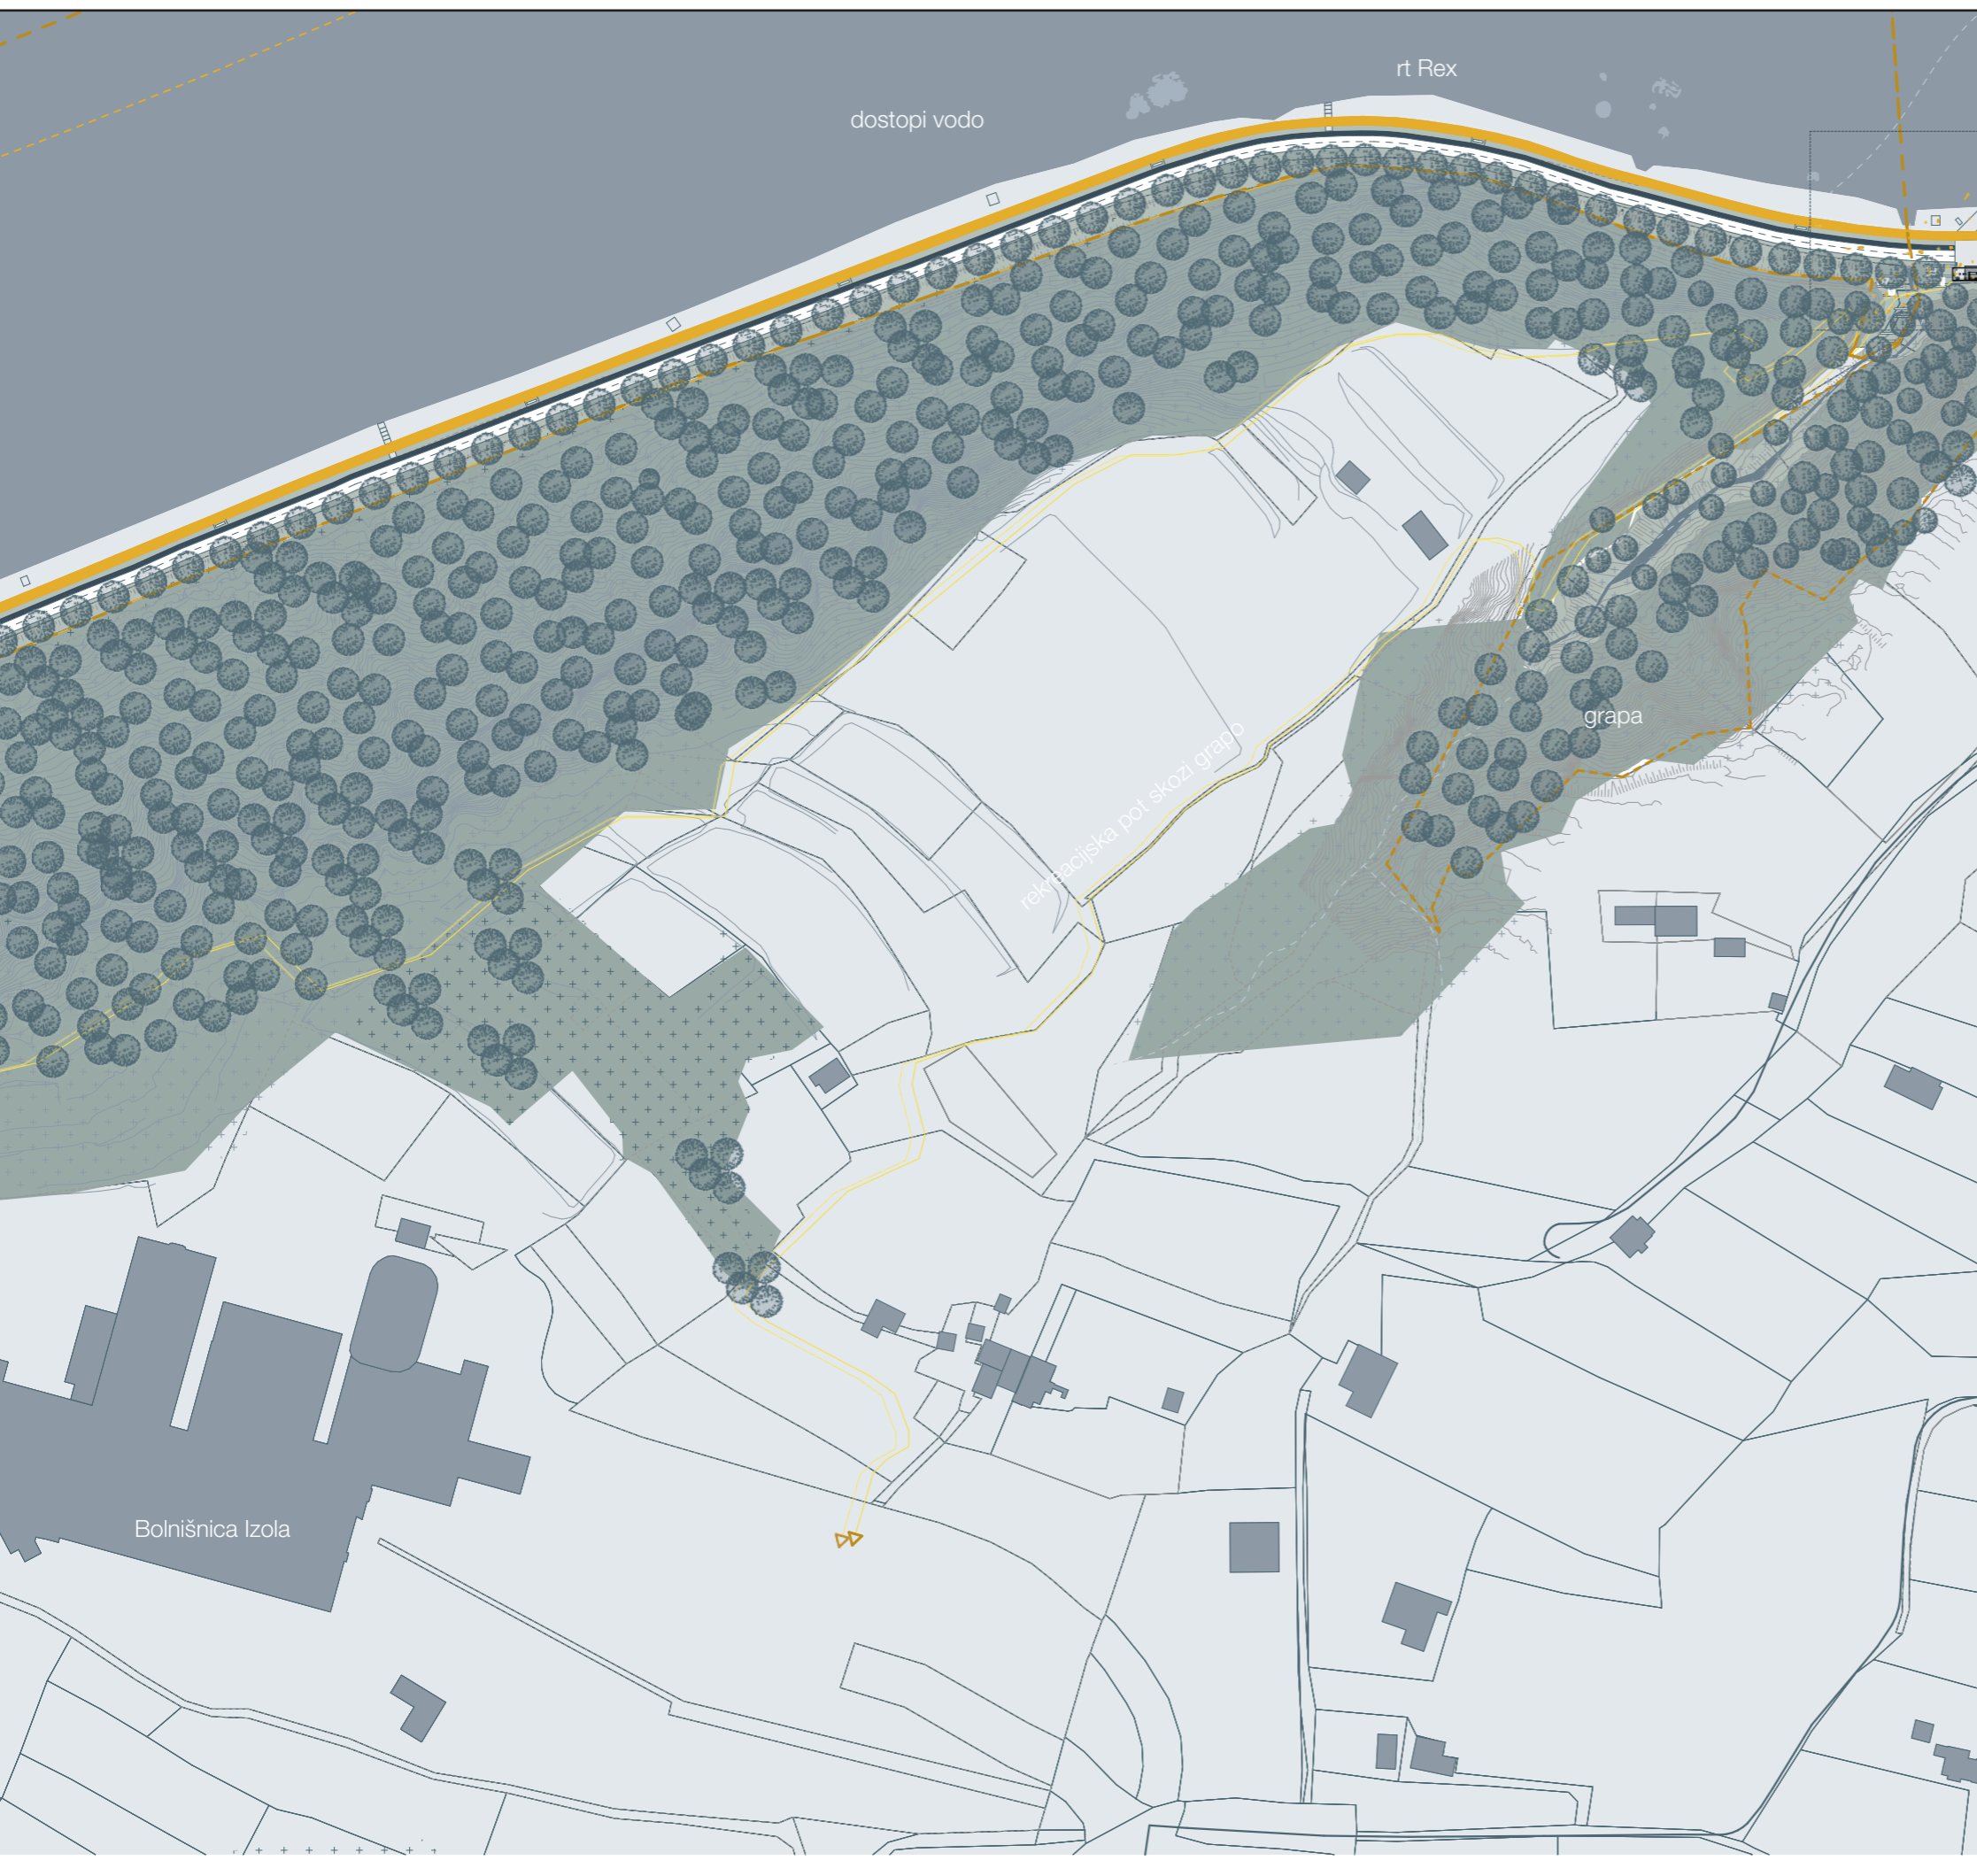 rt Rex
dostopi vodo
grapa
rekreacijska pot skozi grapo
Bolnišnica Izola